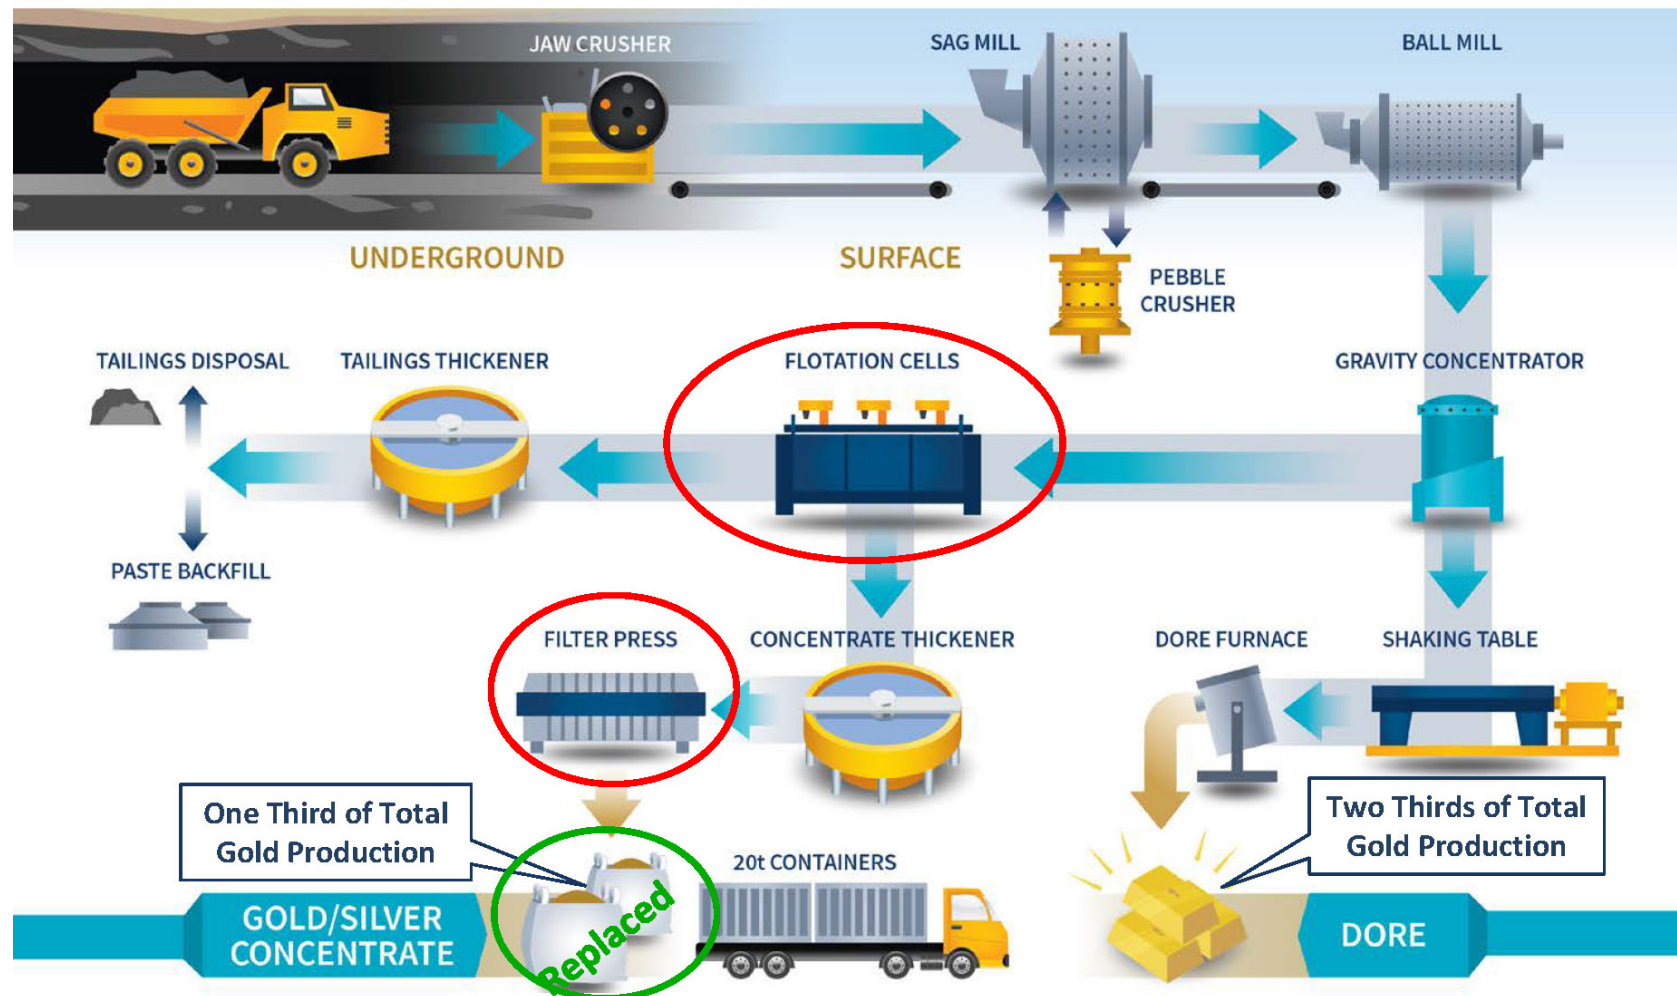 JAW CRUSHER
SAG MILL
BALL MILL
UNDERGROUND
SURFACE
PEBBLE
CRUSHER
TAILINGS DISPOSAL
TAILINGS THICKENER
FLOTATION CELLS
GRAVITY CONCENTRATOR
PASTE BACKFILL
FILTER PRESS
CONCENTRATE THICKENER
DORE FURNACE
SHAKING TABLE
One Third of Total
Gold Production
Two Thirds of Total
Gold Production
20t CONTAINERS
GOLD/SILVER
CONCENTRATE
Replaced
DORE